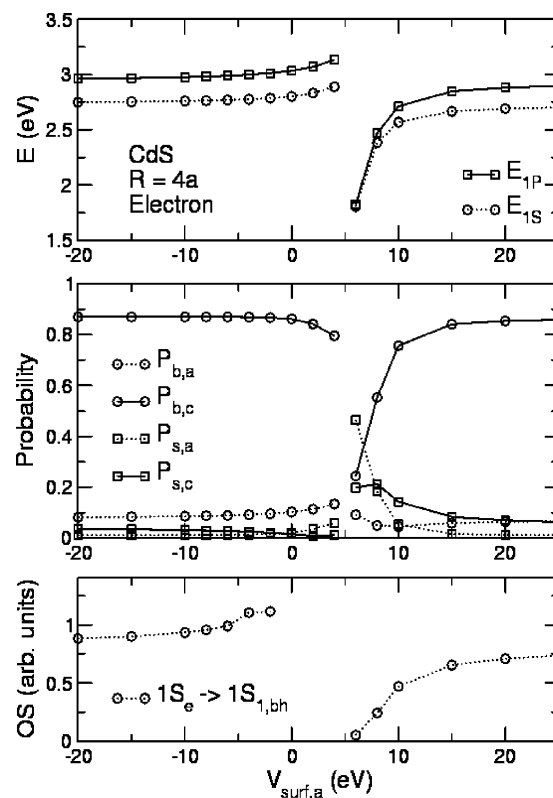 3.5
3
2.5
2
1.5
E (eV)
CdS
R = 4a
Electron
E1P
E1S
-20 -10 0 10 20
1
0.8
0.6
0.4
0.2
0
Probability
Pb,a
Pb,c
Ps,a
Ps,c
-20 -10 0 10 20
1
0.5
0
OS (arb. units)
1Se -> 1S1,bh
-20 -10 0 10 20
Vsurf,a (eV)